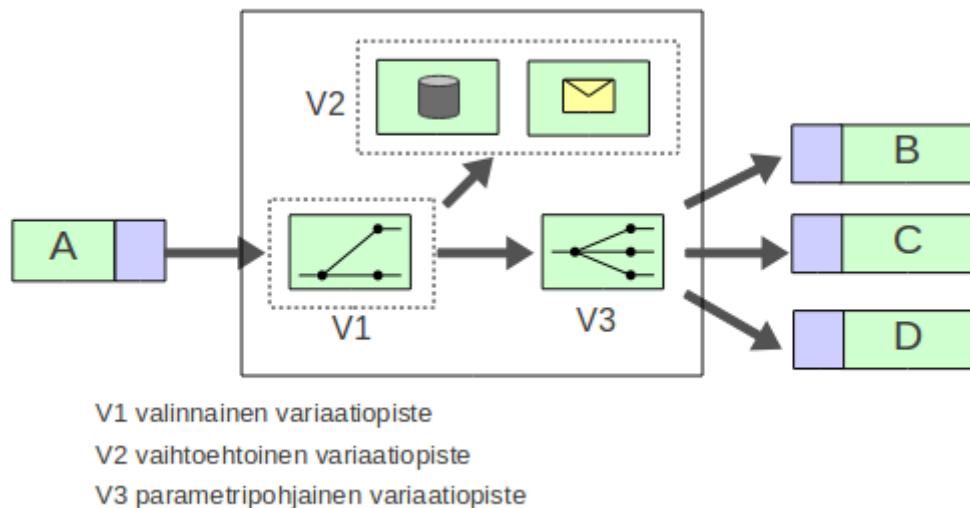 V2
B
A
C
V1
V3
D
V1 valinnainen variaatiopiste
V2 vaihtoehtoinen variaatiopiste
V3 parametripohjainen variaatiopiste